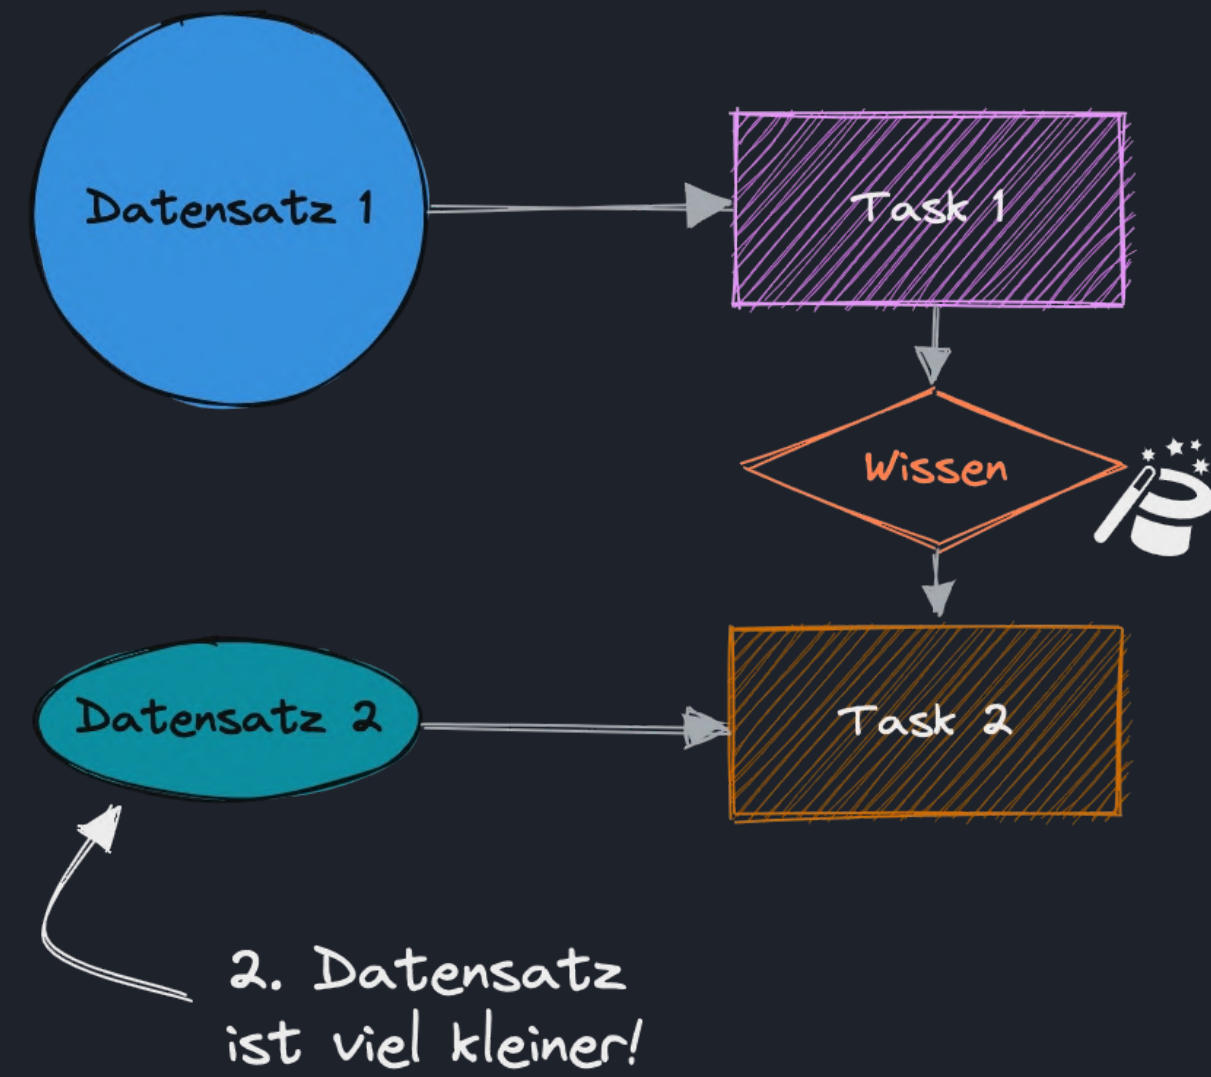 Datensatz 1
Task 1
Wissen
Datensatz 2
Task 2
2. Datensatz
ist viel kleiner!